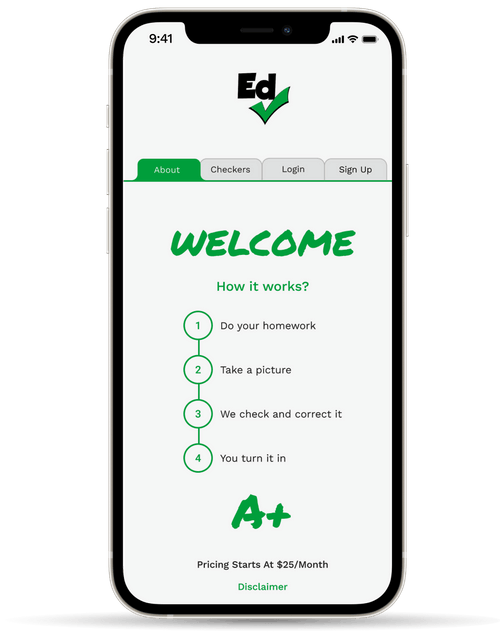 9:41
Ed
About Checkers Login Sign Up
WELCOME
How it works?
1 Do your homework
2 Take a picture
3 We check and correct it
4 You turn it in
A+
Pricing Starts At $25/Month
Disclaimer